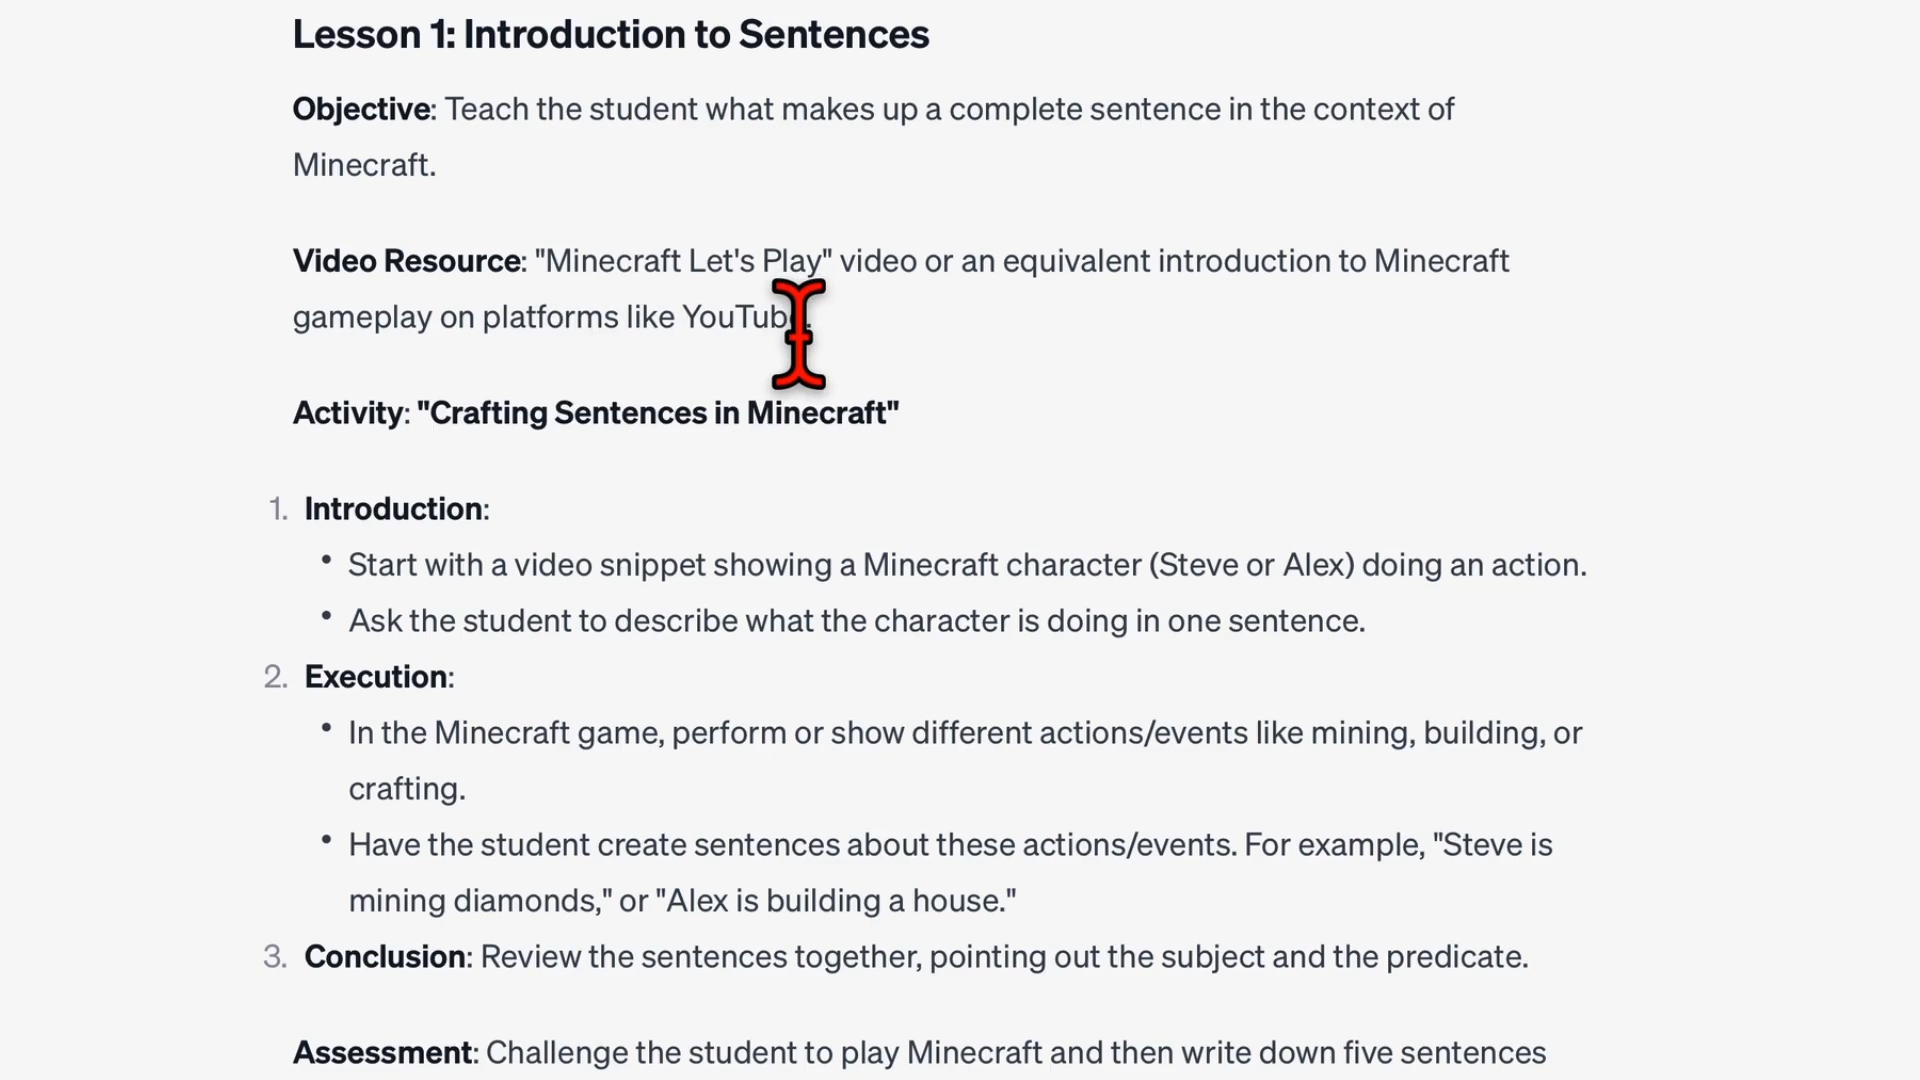 Lesson 1: Introduction to Sentences
Objective: Teach the student what makes up a complete sentence in the context of
Minecraft.
Video Resource: "Minecraft Let's Play" video or an equivalent introduction to Minecraft
gameplay on platforms like YouTube.
Activity: "Crafting Sentences in Minecraft"
1. Introduction:
• Start with a video snippet showing a Minecraft character (Steve or Alex) doing an action.
• Ask the student to describe what the character is doing in one sentence.
2. Execution:
• In the Minecraft game, perform or show different actions/events like mining, building, or
crafting.
• Have the student create sentences about these actions/events. For example, "Steve is
mining diamonds," or "Alex is building a house."
3. Conclusion: Review the sentences together, pointing out the subject and the predicate.
Assessment: Challenge the student to play Minecraft and then write down five sentences